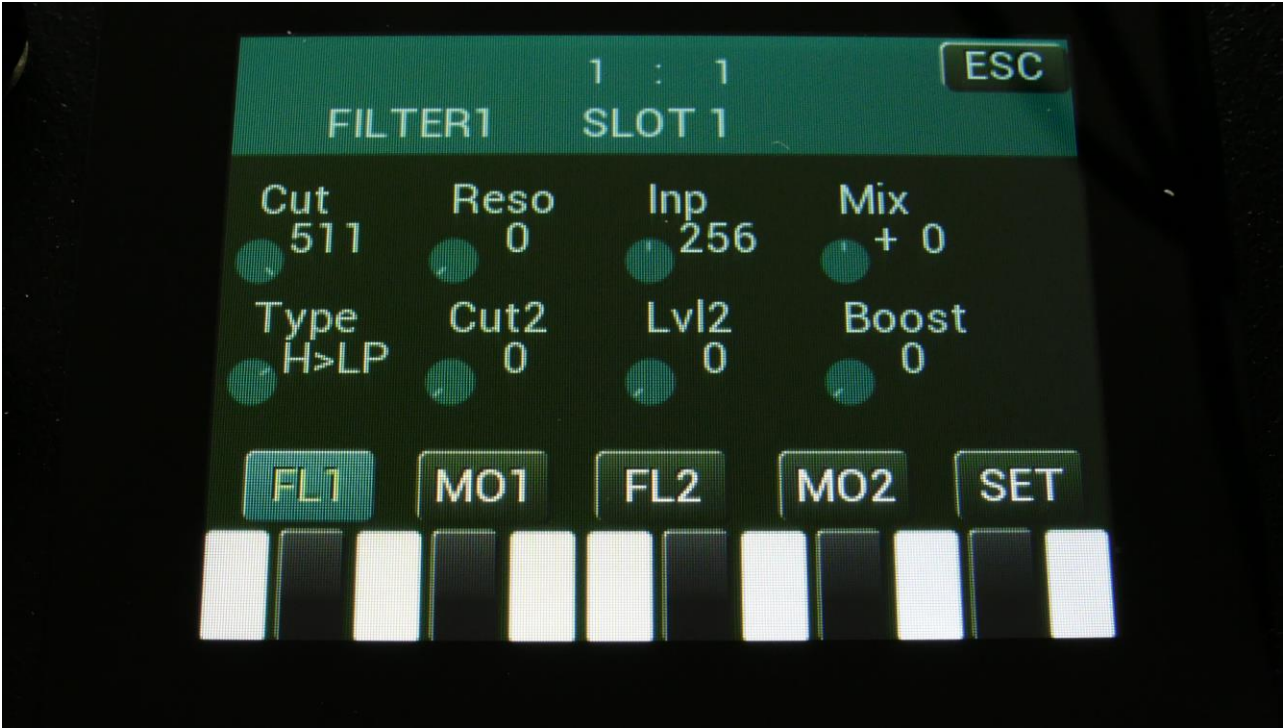 1 : 1 ESC
FILTER1 SLOT 1
Cut Reso Inp Mix
511 0 256 + 0
Type Cut2 Lvl2 Boost
H>LP 0 0 0
FL1 MO1 FL2 MO2 SET